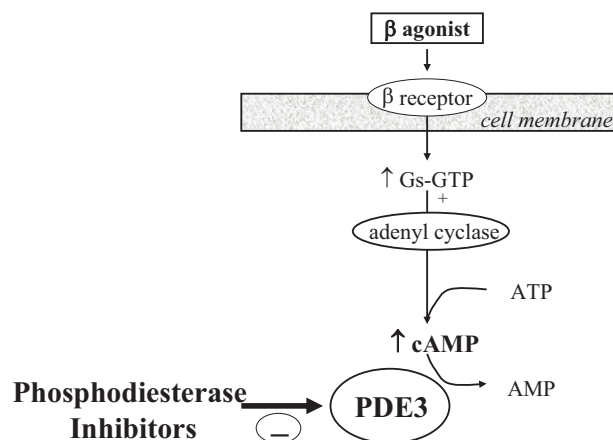 β agonist
β receptor
cell membrane
↑ Gs-GTP
+
adenyl cyclase
ATP
↑ cAMP
AMP
Phosphodiesterase
Inhibitors
PDE3
–